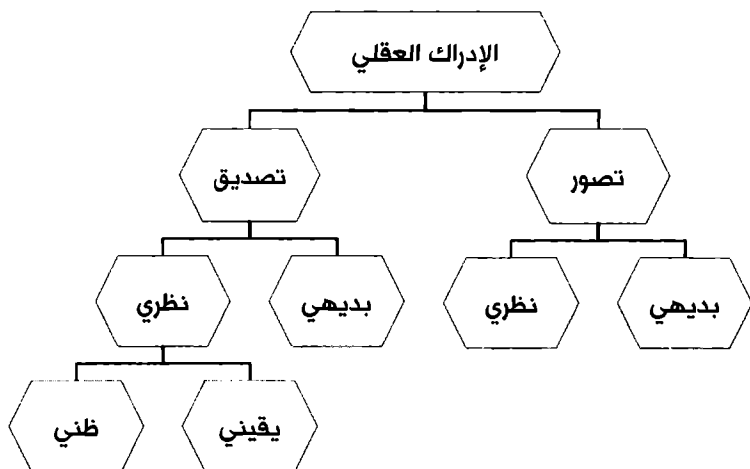 الإدراك العقلي
تصور
تصديق
بديهي
نظري
بديهي
نظري
يقيني
ظني